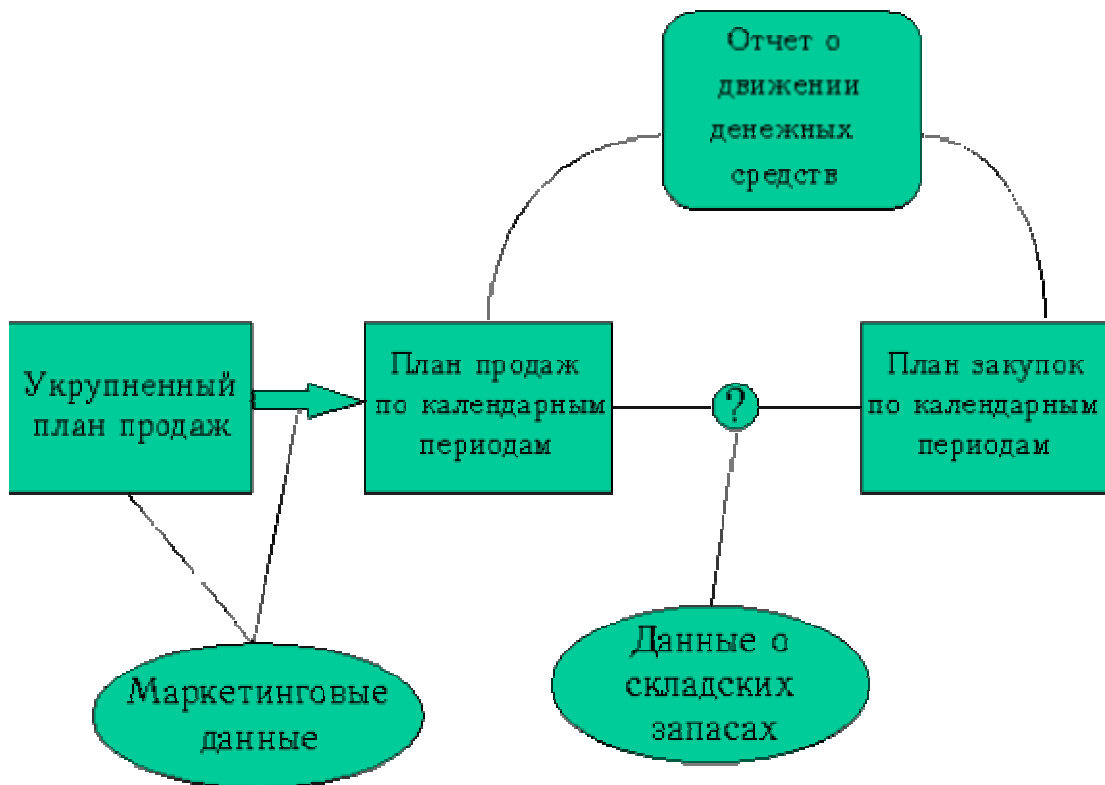 Отчет о
движении
денежных
средств
Укрупненный
план продаж
План продаж
по календарным
периодам
?
План закупок
по календарным
периодам
Маркетинговые
данные
Данные о
складских
запасах